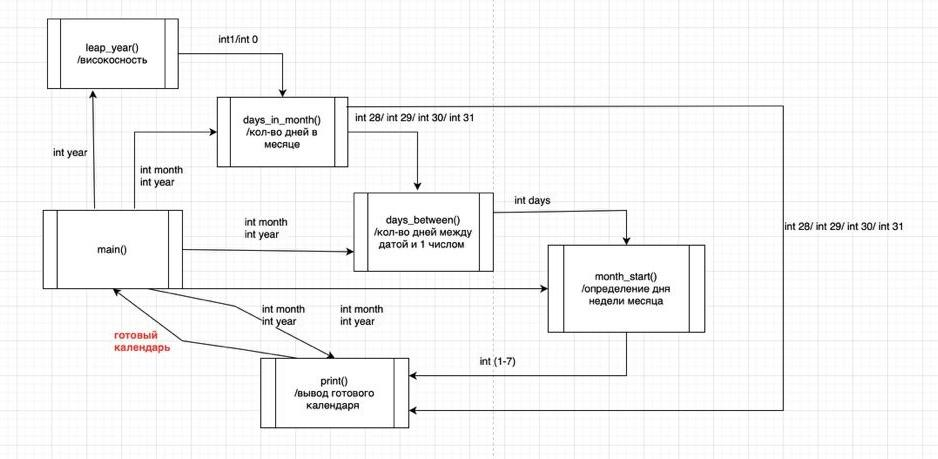 leap_year()
/високосность
int1/int 0
days_in_month()
/кол-во дней в
месяце
int 28/ int 29/ int 30/ int 31
int year
int month
int year
days_between()
/кол-во дней между
датой и 1 числом
int days
main()
int month
int year
int 28/ int 29/ int 30/ int 31
month_start()
/определение дня
недели месяца
int month
int year
int month
int year
готовый
календарь
int (1-7)
print()
/вывод готового
календаря